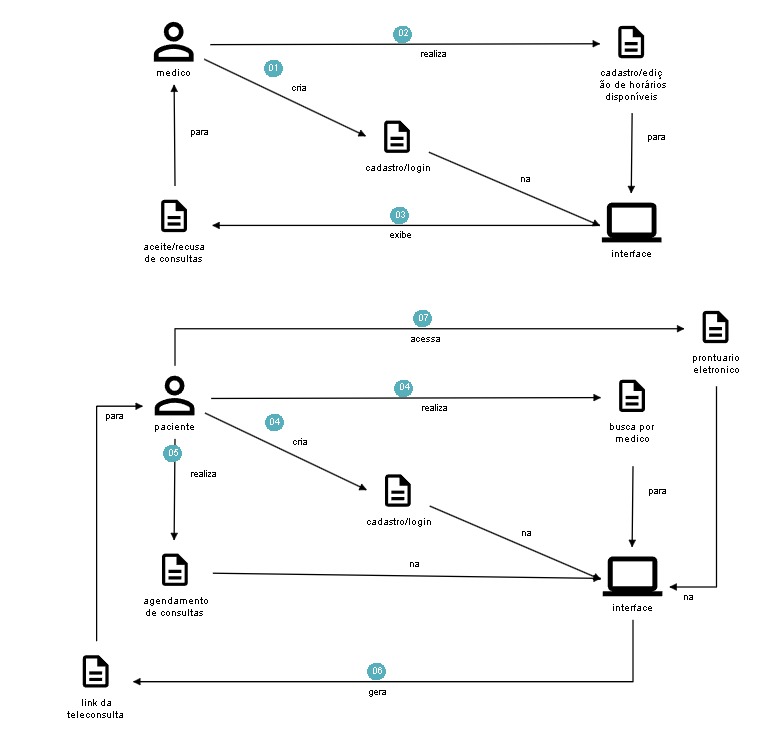 02
realiza
medico
01
cria
cadastro/ediç
ão de horários
disponíveis
para
para
cadastro/login
na
03
exibe
aceite/recusa
de consultas
interface
07
acessa
prontuario
eletronico
04
realiza
para
paciente
04
cria
busca por
medico
05
realiza
para
cadastro/login
na
na
agendamento
de consultas
interface
na
06
gera
link da
teleconsulta